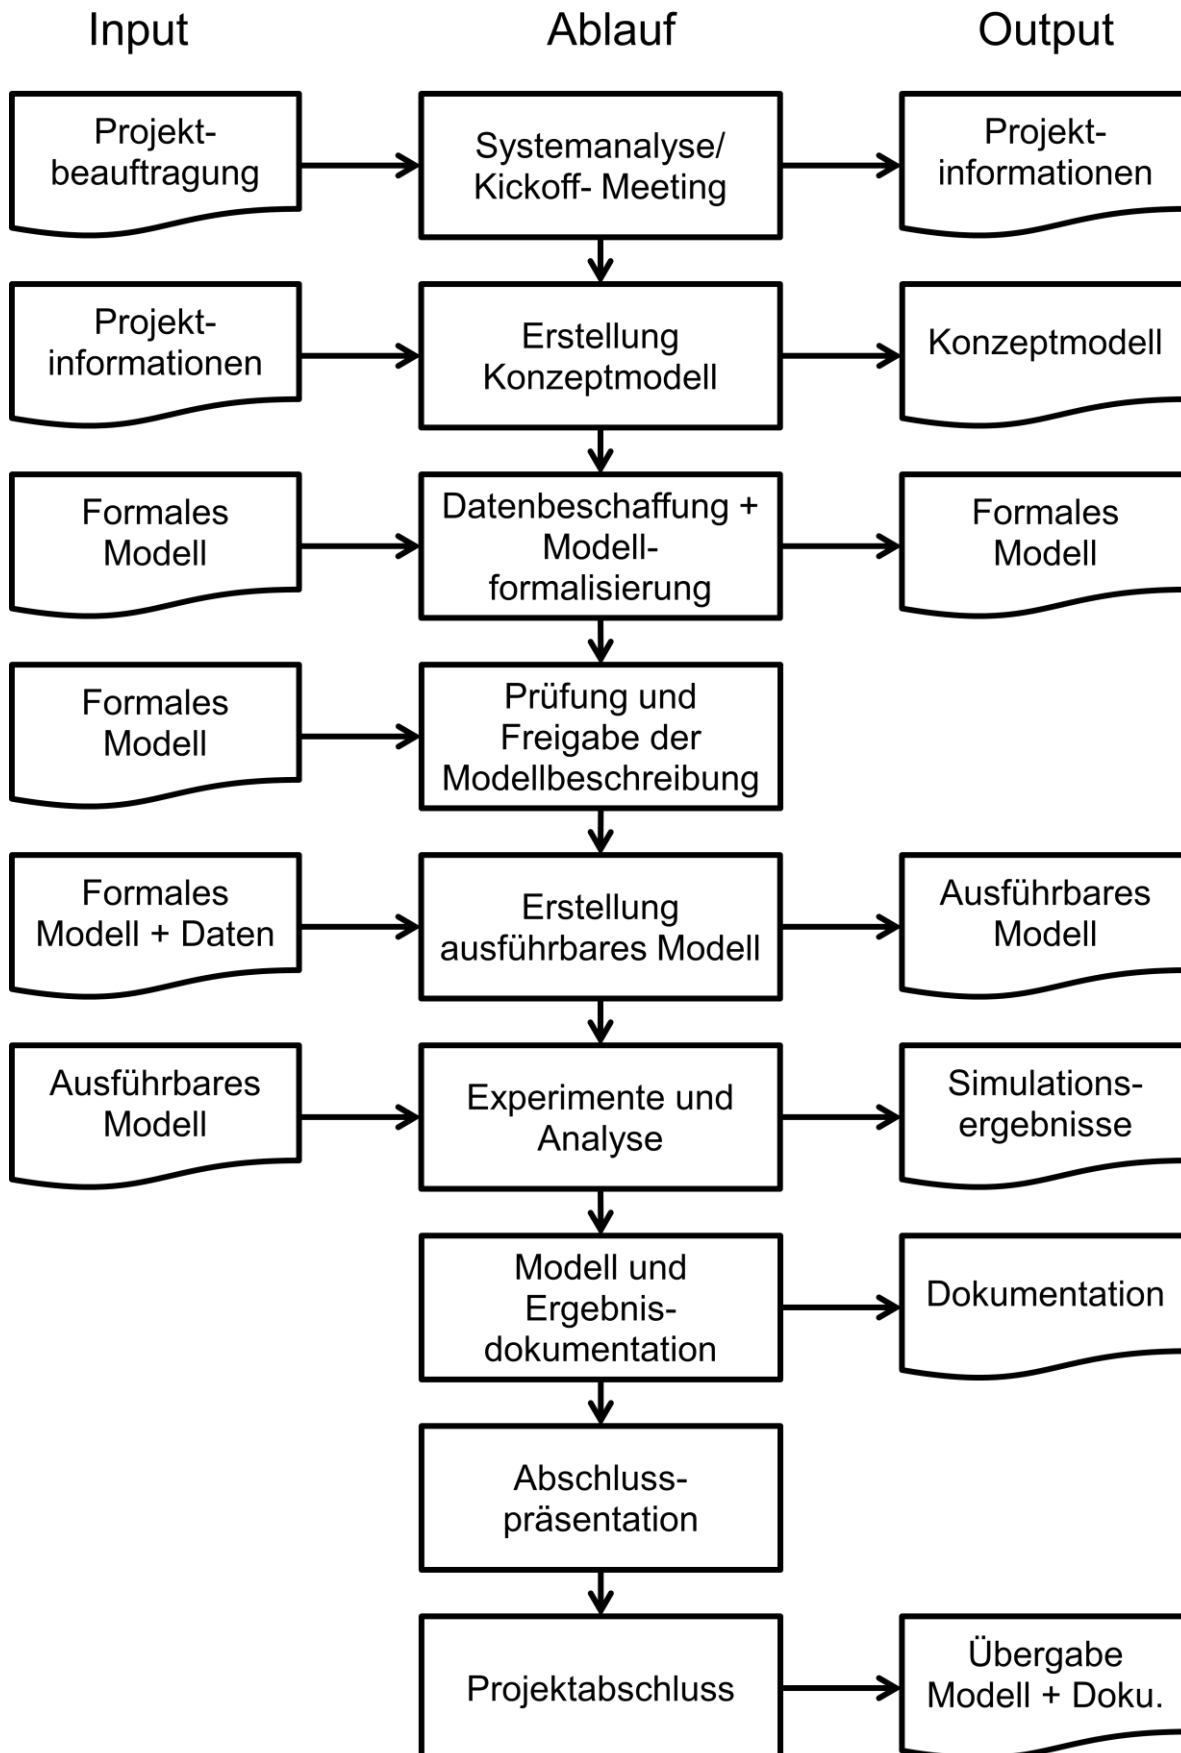 Input
Ablauf
Output
Projekt-
beauftragung
Systemanalyse/
Kickoff- Meeting
Projekt-
informationen
Projekt-
informationen
Erstellung
Konzeptmodell
Konzeptmodell
Formales
Modell
Datenbeschaffung +
Modell-
formalisierung
Formales
Modell
Formales
Modell
Prüfung und
Freigabe der
Modellbeschreibung
Formales
Modell + Daten
Erstellung
ausführbares Modell
Ausführbares
Modell
Ausführbares
Modell
Experimente und
Analyse
Simulations-
ergebnisse
Modell und
Ergebnis-
dokumentation
Dokumentation
Abschluss-
präsentation
Projektabschluss
Übergabe
Modell + Doku.